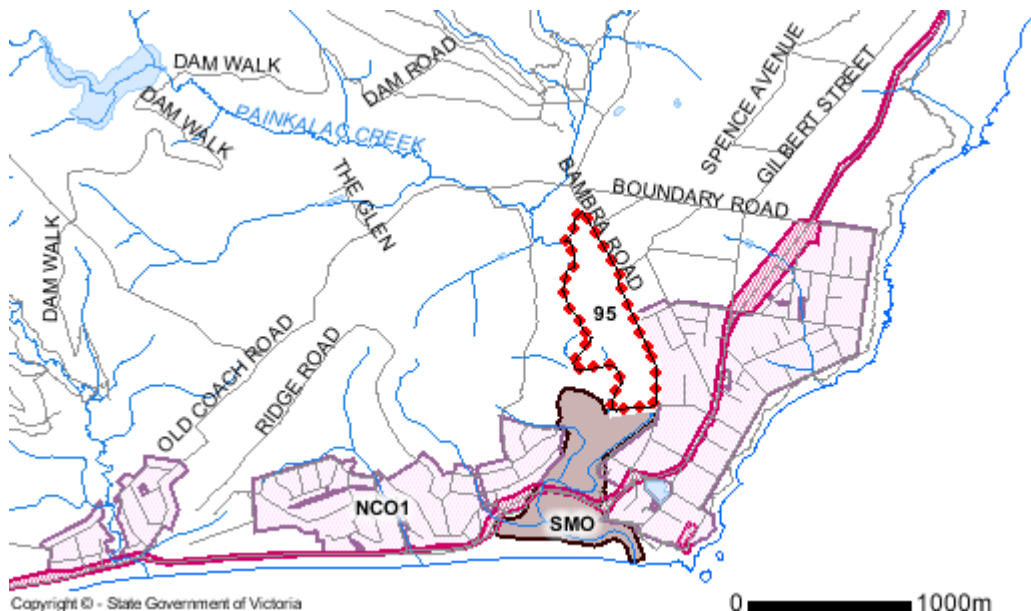 DAM WALK
DAM ROAD
SPENCE AVENUE
GILBERT STREET
DAM WALK
PAINKALAC CREEK
THE GLEN
BAMBRA ROAD
BOUNDARY ROAD
DAM WALK
95
OLD COACH ROAD
RIDGE ROAD
NCO1
SMO
Copyright © - State Government of Victoria
0 1000m